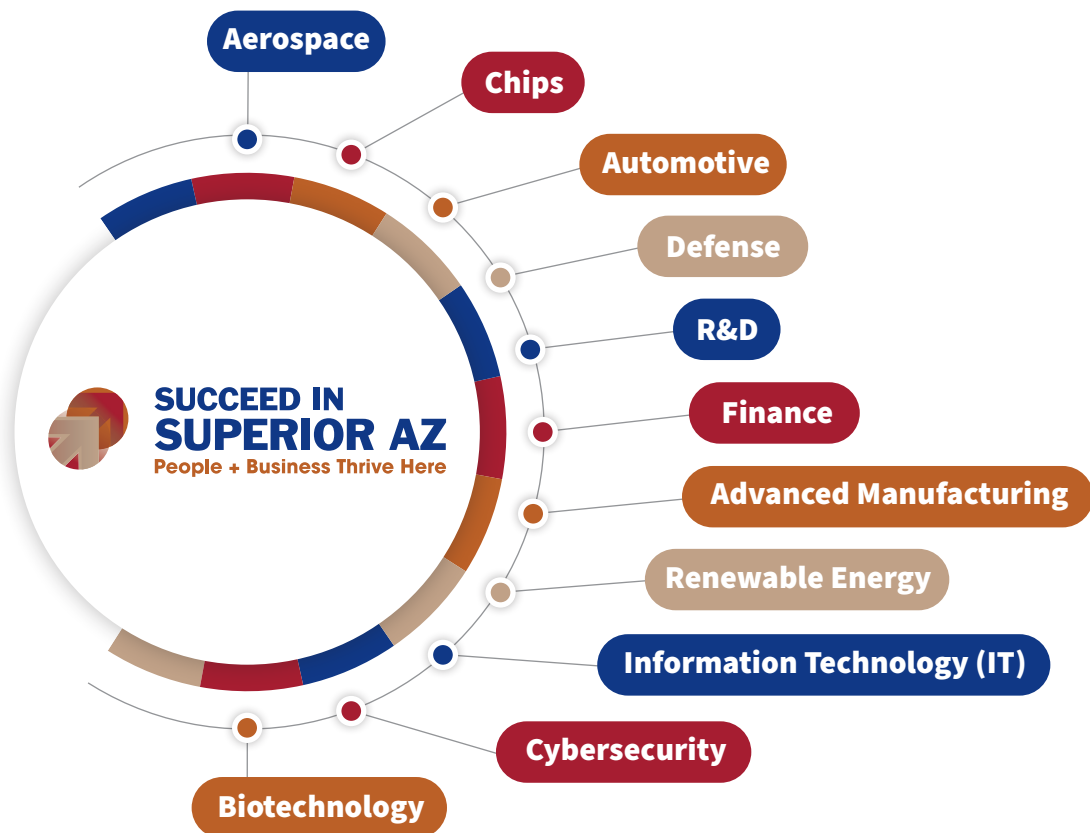 Aerospace
Chips
Automotive
Defense
R&D
Finance
Advanced Manufacturing
Renewable Energy
Information Technology (IT)
Cybersecurity
Biotechnology
SUCCEED IN
SUPERIOR AZ
People + Business Thrive Here